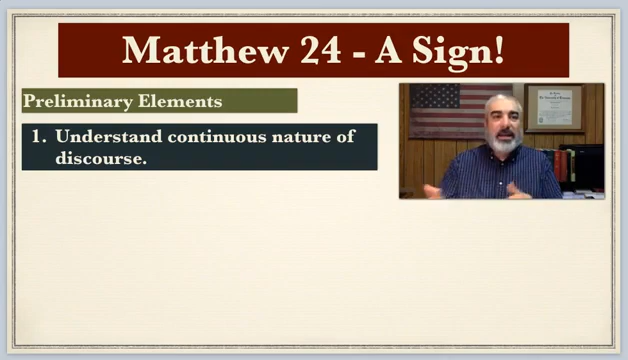 Matthew 24 - A Sign!
Preliminary Elements
1. Understand continuous nature of
discourse.